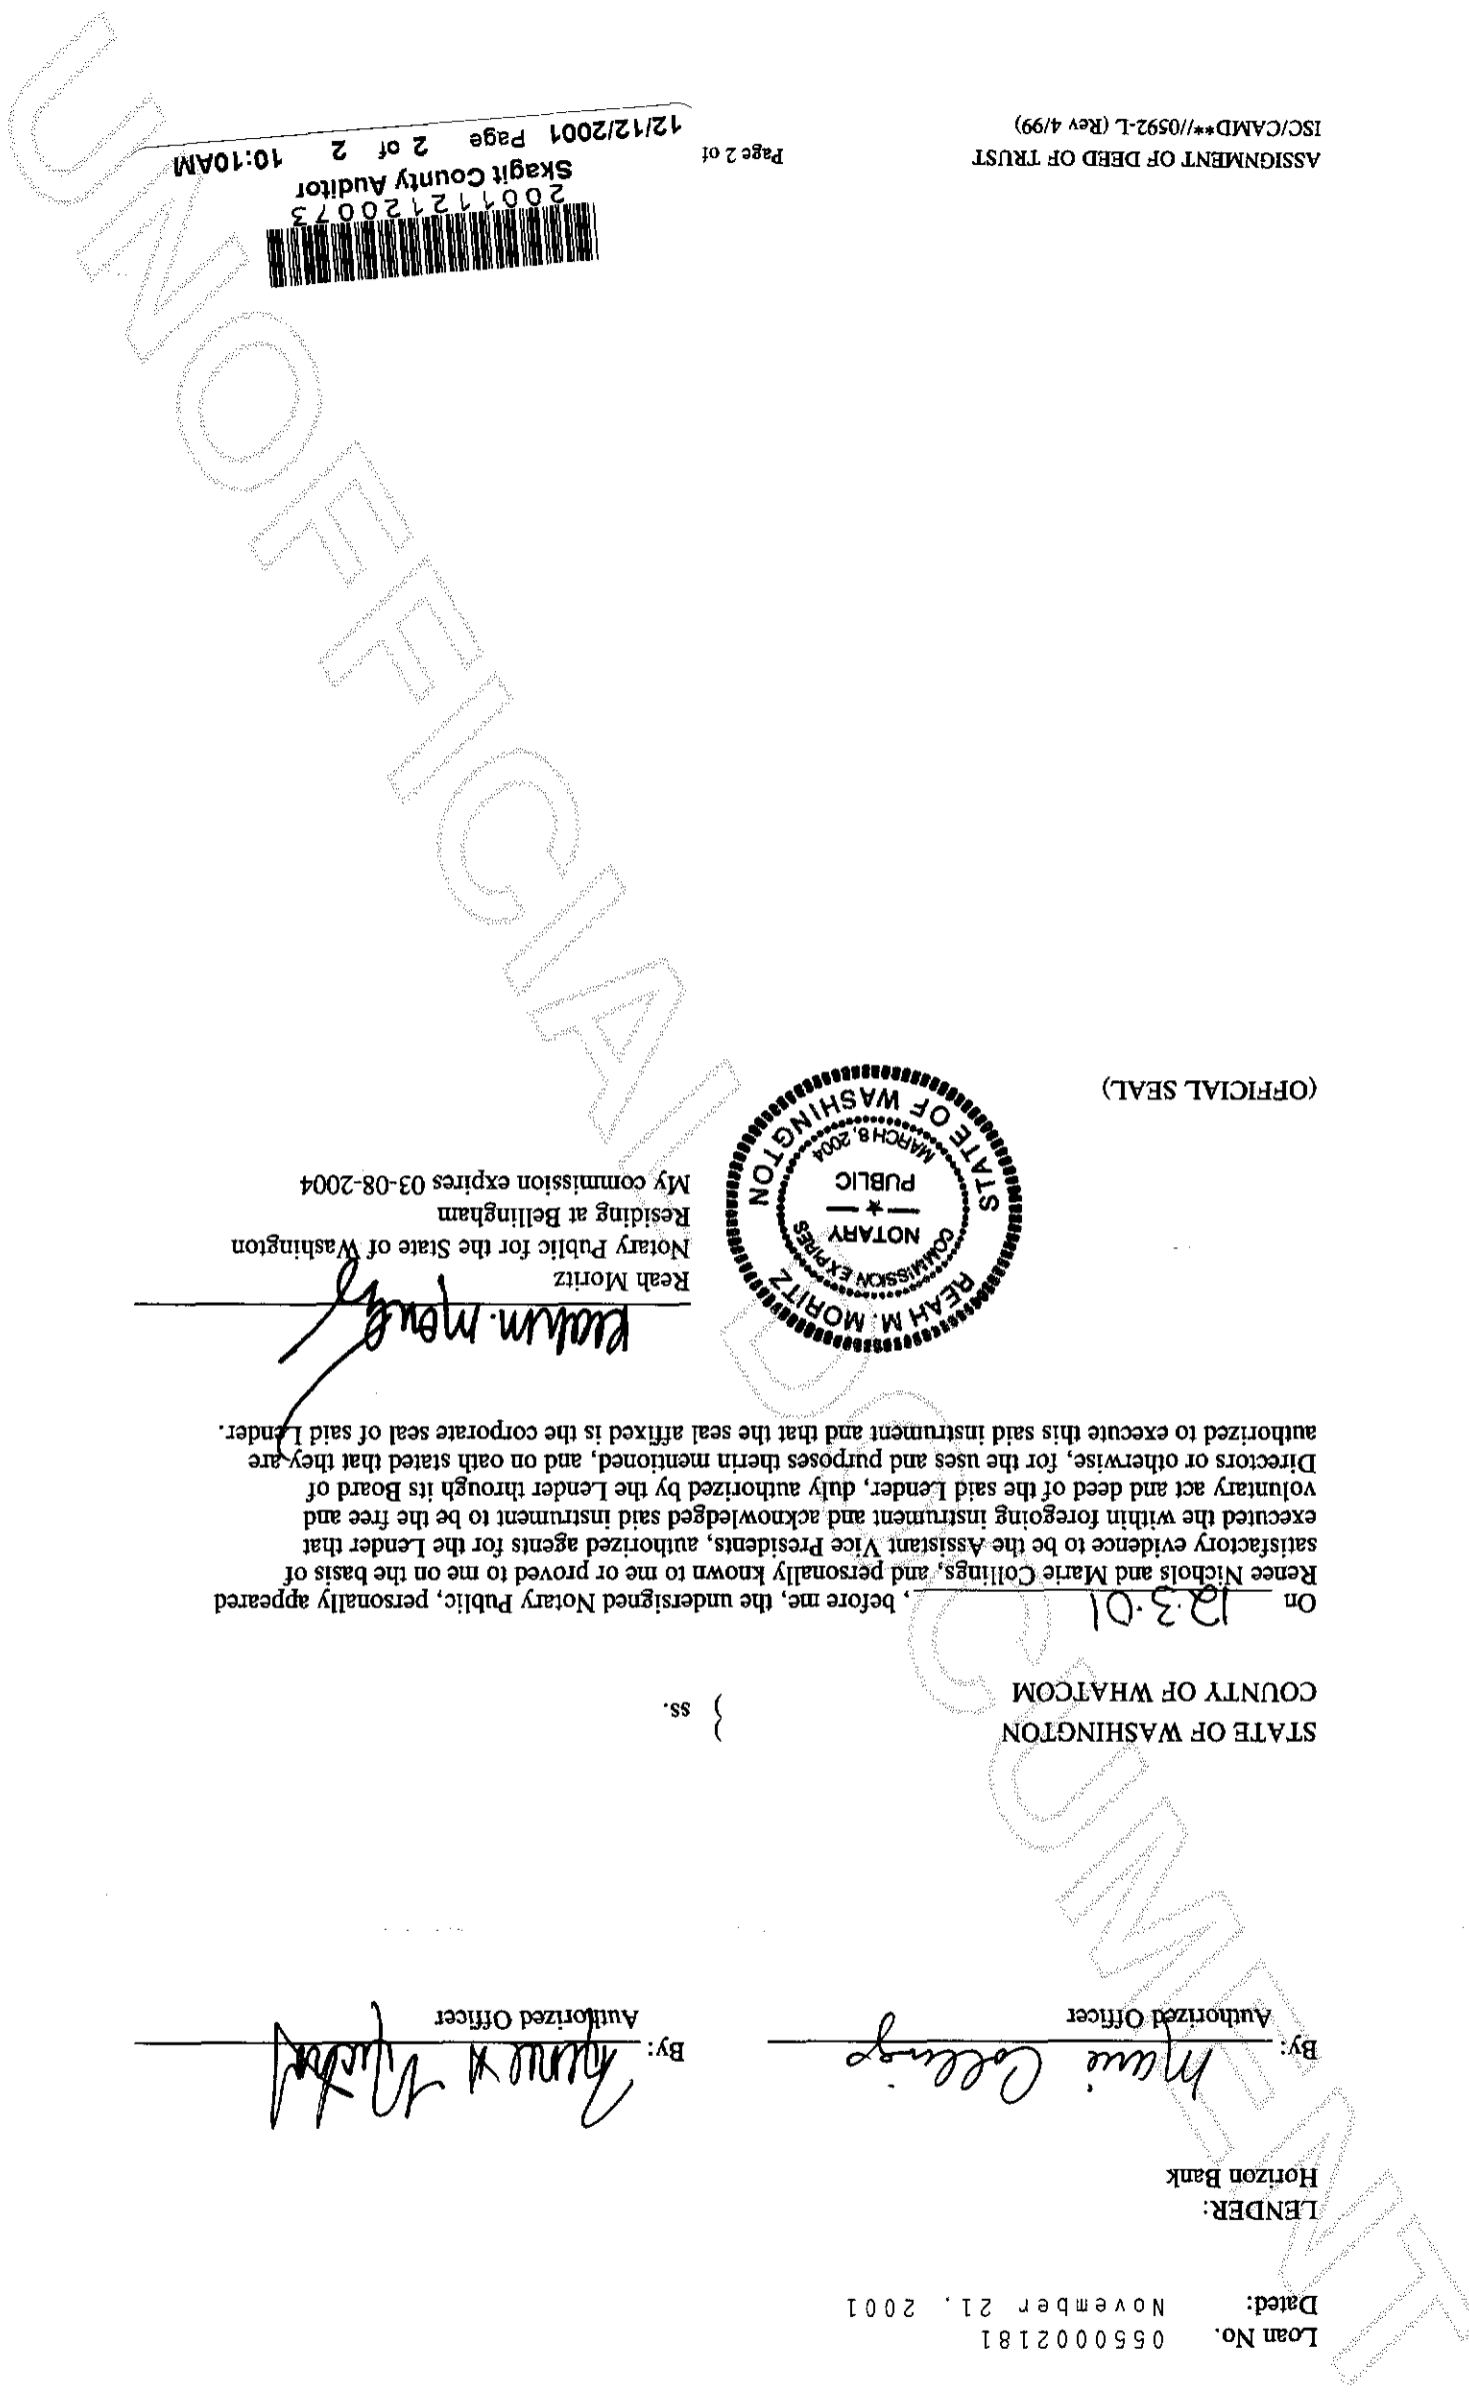 Loan No. 0550002181
Dated: November 21, 2001
LENDER:
Horizon Bank
By: Marie Collings By: Renee Nichols
Authorized Officer Authorized Officer
STATE OF WASHINGTON
COUNTY OF WHATCOM } ss.
On 12.3.01, before me, the undersigned Notary Public, personally appeared
Renee Nichols and Marie Collings, and personally known to me or proved to me on the basis of
satisfactory evidence to be the Assistant Vice Presidents, authorized agents for the Lender that
executed the within foregoing instrument and acknowledged said instrument to be the free and
voluntary act and deed of the said Lender, duly authorized by the Lender through its Board of
Directors or otherwise, for the uses and purposes therin mentioned, and on oath stated that they are
authorized to execute this said instrument and that the seal affixed is the corporate seal of said Lender.
Reah M. Moritz
Reah Moritz
Notary Public for the State of Washington
Residing at Bellingham
My commission expires 03-08-2004
REAH M. MORITZ
COMMISSION EXPIRES
NOTARY
PUBLIC
MARCH 8, 2004
STATE OF WASHINGTON
(OFFICIAL SEAL)
200112120073
Skagit County Auditor
12/12/2001 Page 2 of 2 10:10AM
ASSIGNMENT OF DEED OF TRUST Page 2 of
ISC/CAMD**//0592-L (Rev 4/99)
UNOFFICIAL DOCUMENT